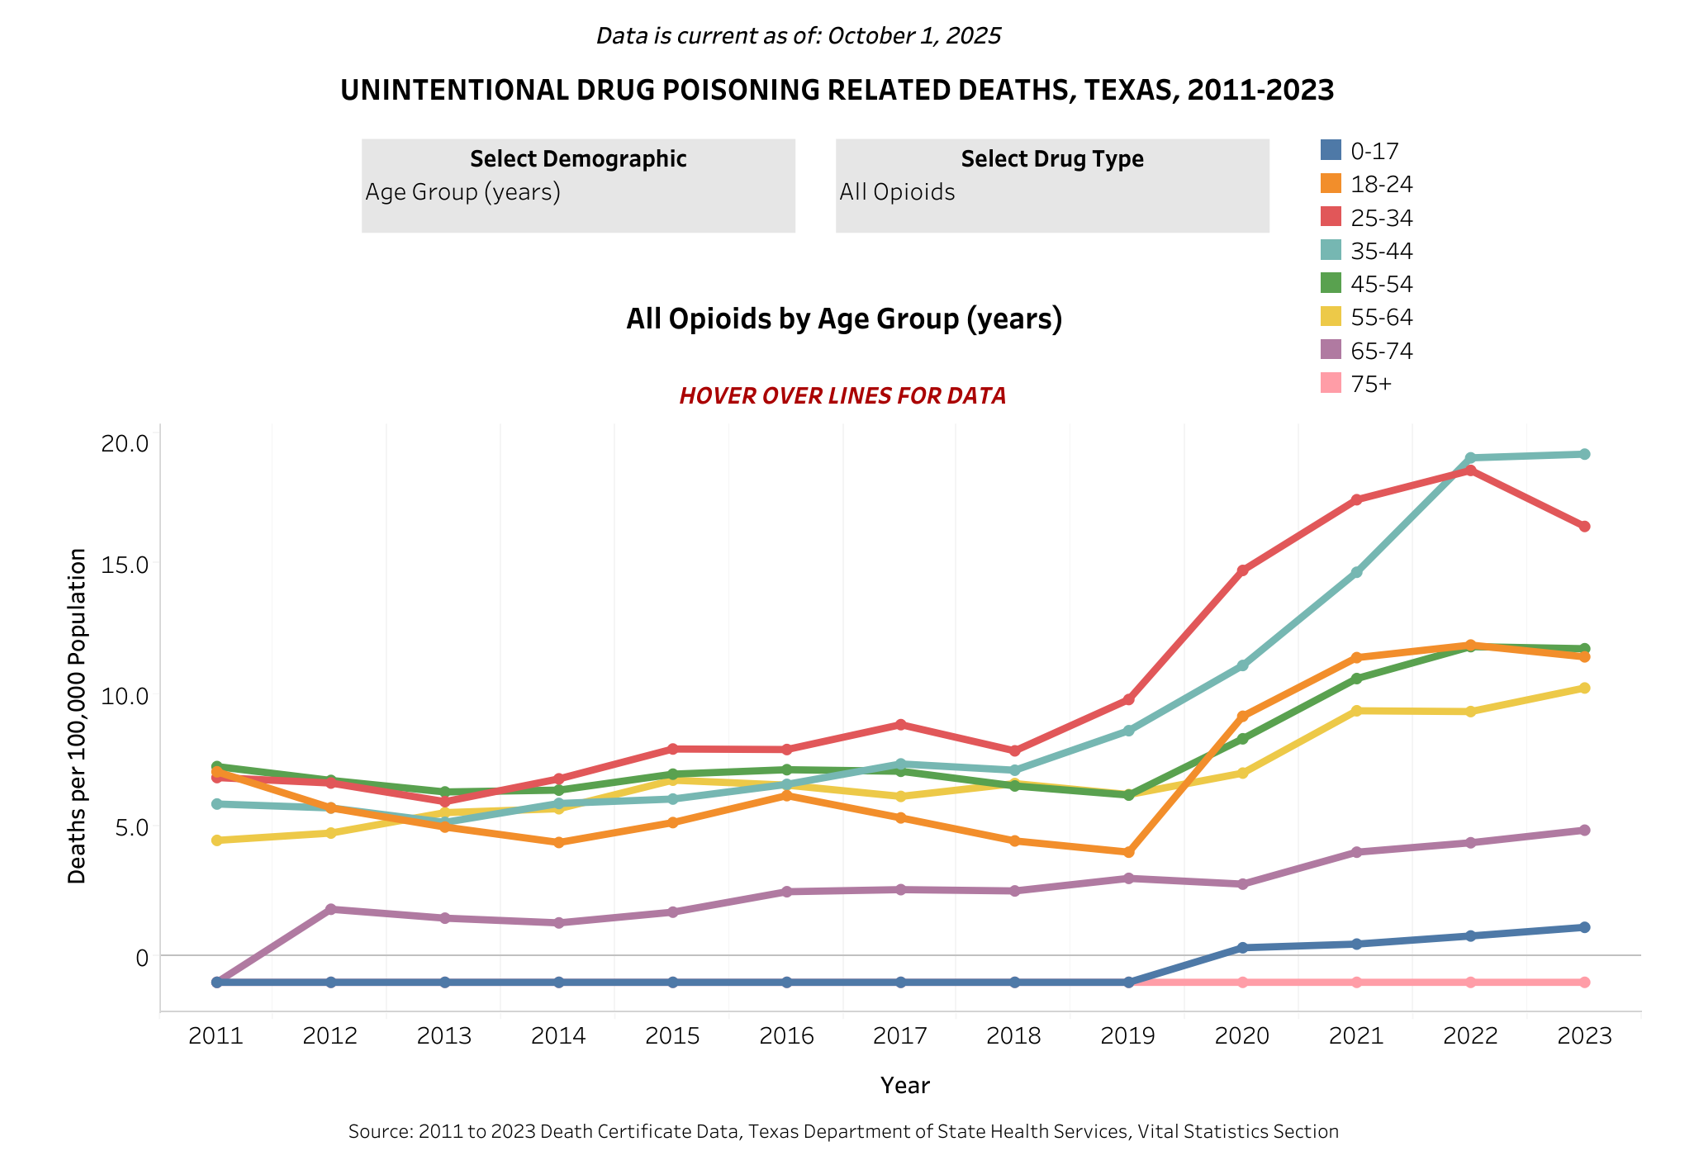 Data is current as of: October 1, 2025
UNINTENTIONAL DRUG POISONING RELATED DEATHS, TEXAS, 2011-2023
Select Demographic
Age Group (years)
Select Drug Type
All Opioids
0-17
18-24
25-34
35-44
45-54
55-64
65-74
75+
All Opioids by Age Group (years)
HOVER OVER LINES FOR DATA
Deaths per 100,000 Population
20.0
15.0
10.0
5.0
0
2011 2012 2013 2014 2015 2016 2017 2018 2019 2020 2021 2022 2023
Year
Source: 2011 to 2023 Death Certificate Data, Texas Department of State Health Services, Vital Statistics Section